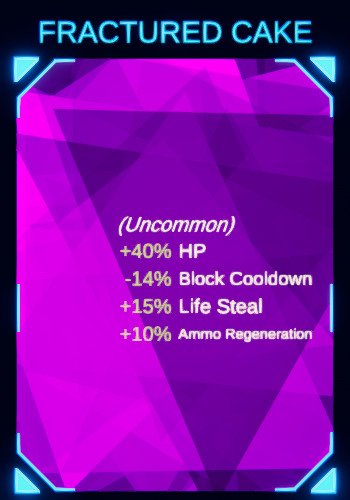 FRACTURED CAKE
(Uncommon)
+40% HP
-14% Block Cooldown
+15% Life Steal
+10% Ammo Regeneration